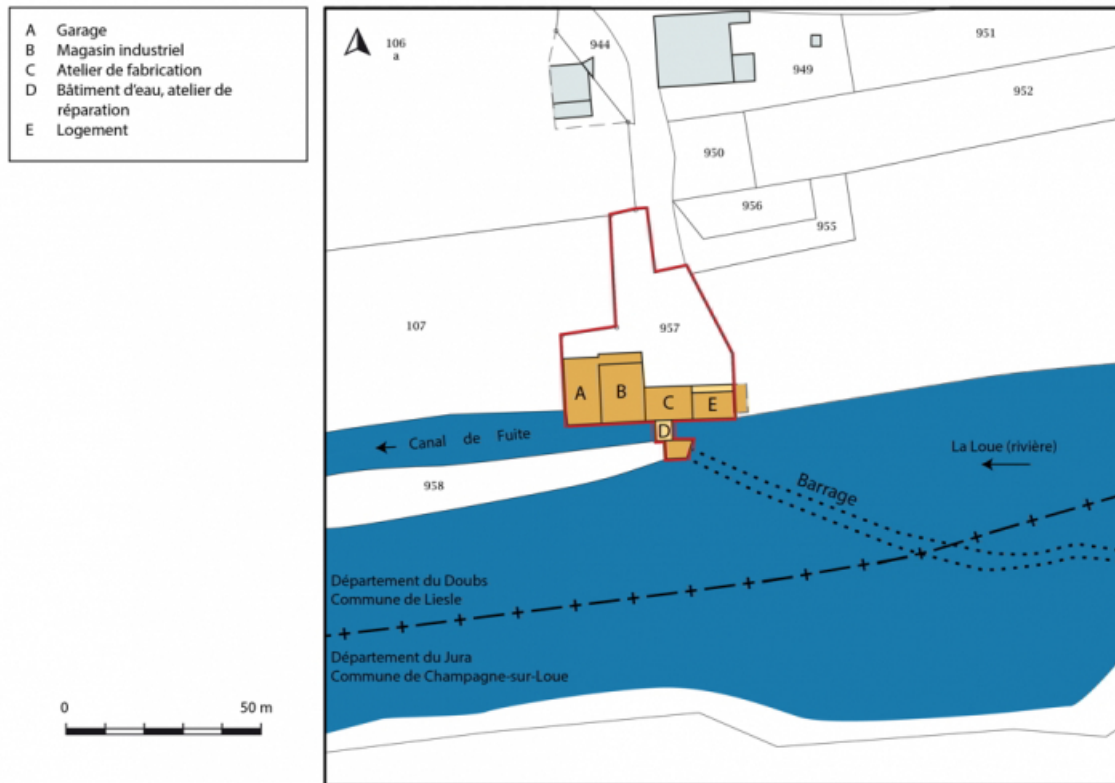 A Garage
B Magasin industriel
C Atelier de fabrication
D Bâtiment d'eau, atelier de
réparation
E Logement
106
a
944
949
951
952
950
956
955
107
957
A
B
C
E
D
Canal de Fuite
La Loue (rivière)
958
Barrage
Département du Doubs
Commune de Liesle
Département du Jura
Commune de Champagne-sur-Loue
0 50 m